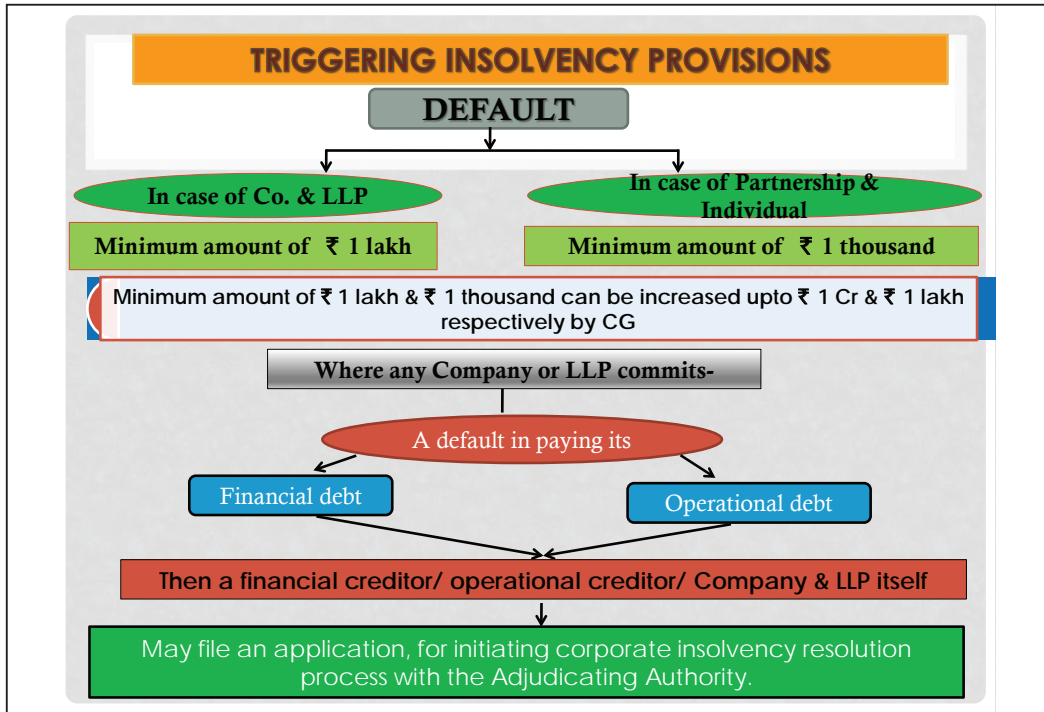 TRIGGERING INSOLVENCY PROVISIONS
DEFAULT
In case of Co. & LLP
In case of Partnership &
Individual
Minimum amount of ₹ 1 lakh
Minimum amount of ₹ 1 thousand
Minimum amount of ₹ 1 lakh & ₹ 1 thousand can be increased upto ₹ 1 Cr & ₹ 1 lakh
respectively by CG
Where any Company or LLP commits-
A default in paying its
Financial debt
Operational debt
Then a financial creditor/ operational creditor/ Company & LLP itself
May file an application, for initiating corporate insolvency resolution
process with the Adjudicating Authority.